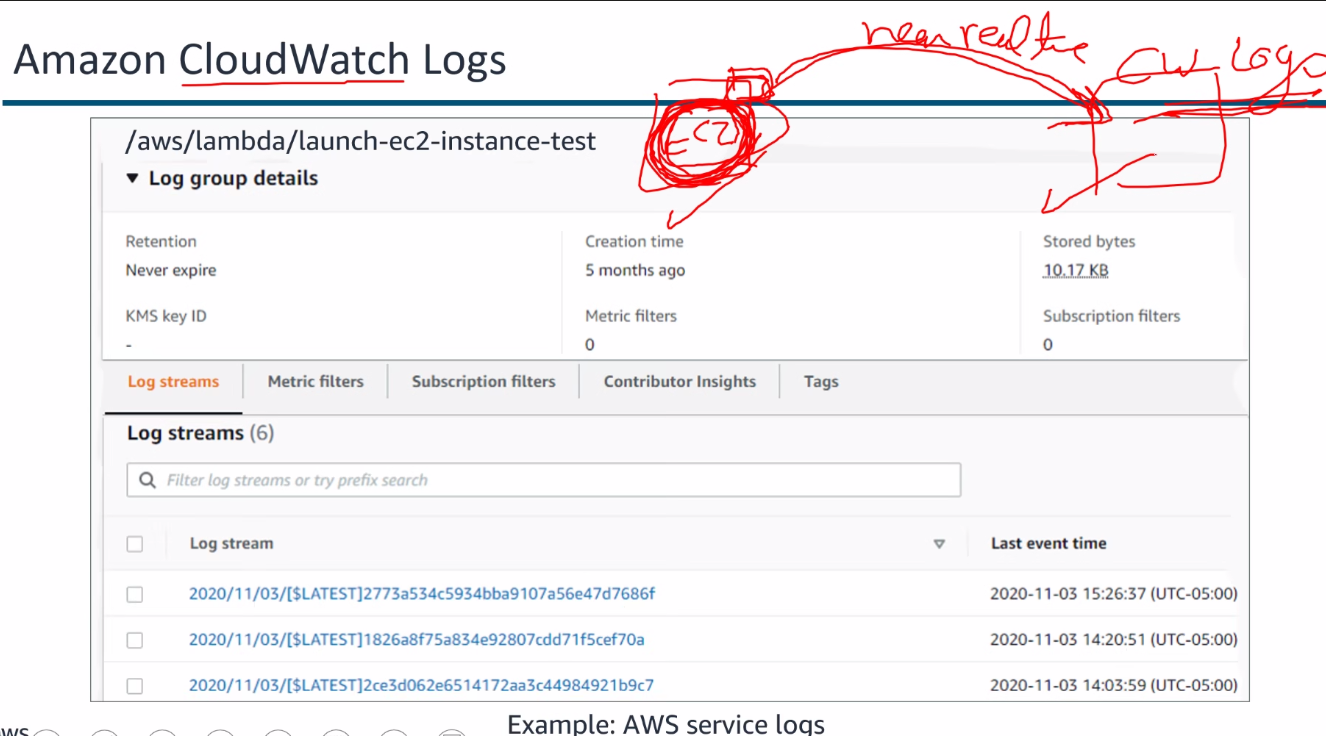 Amazon CloudWatch Logs
near real time
CW Logs
EC2
/aws/lambda/launch-ec2-instance-test
▼ Log group details
Retention
Creation time
Stored bytes
Never expire
5 months ago
10.17 KB
KMS key ID
Metric filters
Subscription filters
-
0
0
Log streams
Metric filters
Subscription filters
Contributor Insights
Tags
Log streams (6)
Filter log streams or try prefix search
Log stream
Last event time
2020/11/03/[$LATEST]2773a534c5934bba9107a56e47d7686f
2020-11-03 15:26:37 (UTC-05:00)
2020/11/03/[$LATEST]1826a8f75a834e92807cdd71f5cef70a
2020-11-03 14:20:51 (UTC-05:00)
2020/11/03/[$LATEST]2ce3d062e6514172aa3c44984921b9c7
2020-11-03 14:03:59 (UTC-05:00)
Example: AWS service logs